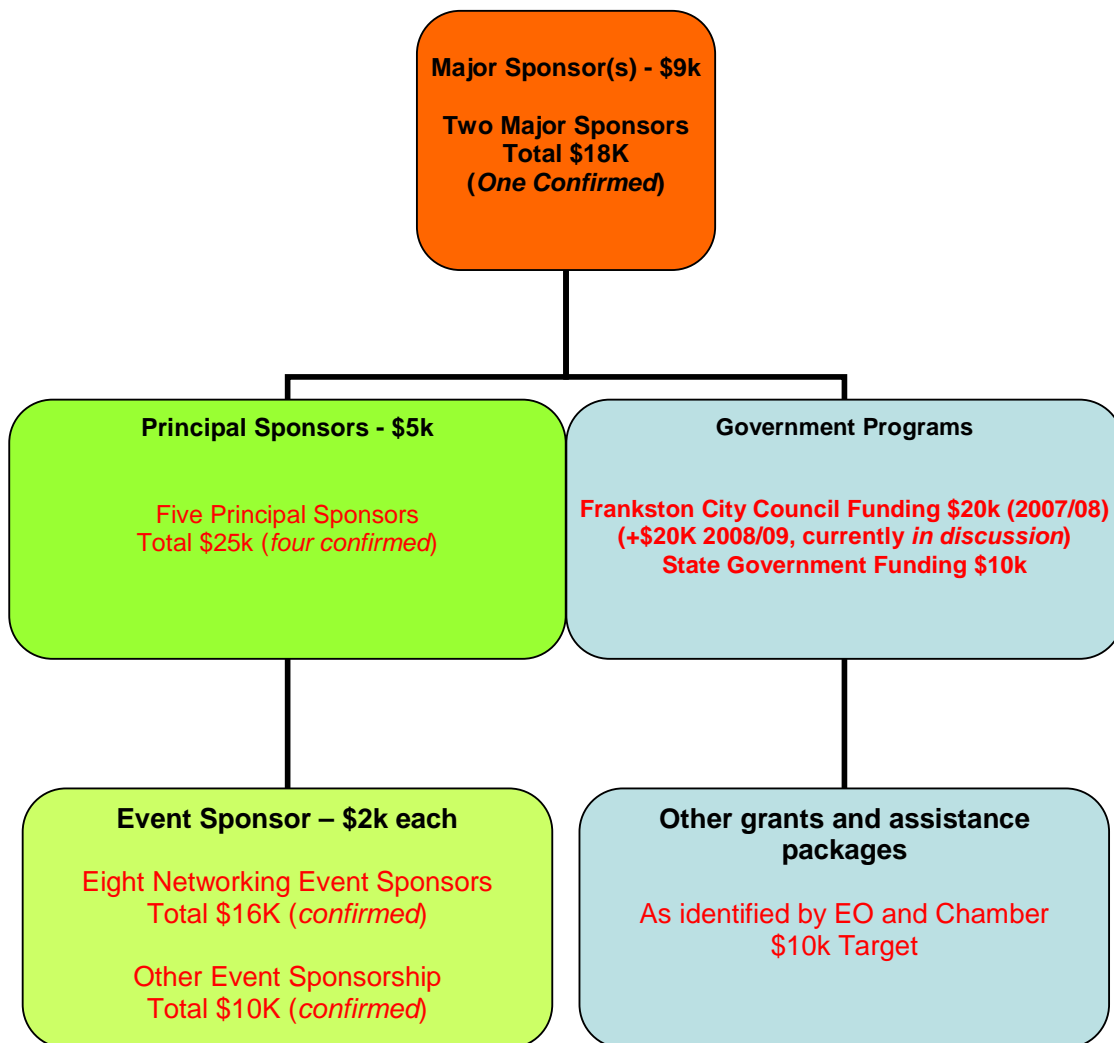 Major Sponsor(s) - $9k
Two Major Sponsors
Total $18K
(One Confirmed)
Principal Sponsors - $5k
Five Principal Sponsors
Total $25k (four confirmed)
Government Programs
Frankston City Council Funding $20k (2007/08)
(+$20K 2008/09, currently in discussion)
State Government Funding $10k
Event Sponsor – $2k each
Eight Networking Event Sponsors
Total $16K (confirmed)
Other Event Sponsorship
Total $10K (confirmed)
Other grants and assistance
packages
As identified by EO and Chamber
$10k Target